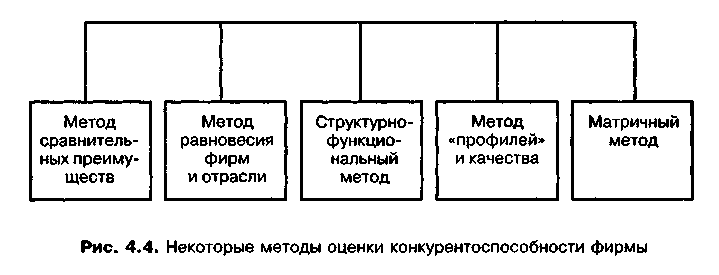 Метод
сравнитель-
ных преиму-
ществ
Метод
равновесия
фирм
и отрасли
Структурно-
функцио-
нальный
метод
Метод
«профилей»
и качества
Матричный
метод
Рис. 4.4. Некоторые методы оценки конкурентоспособности фирмы